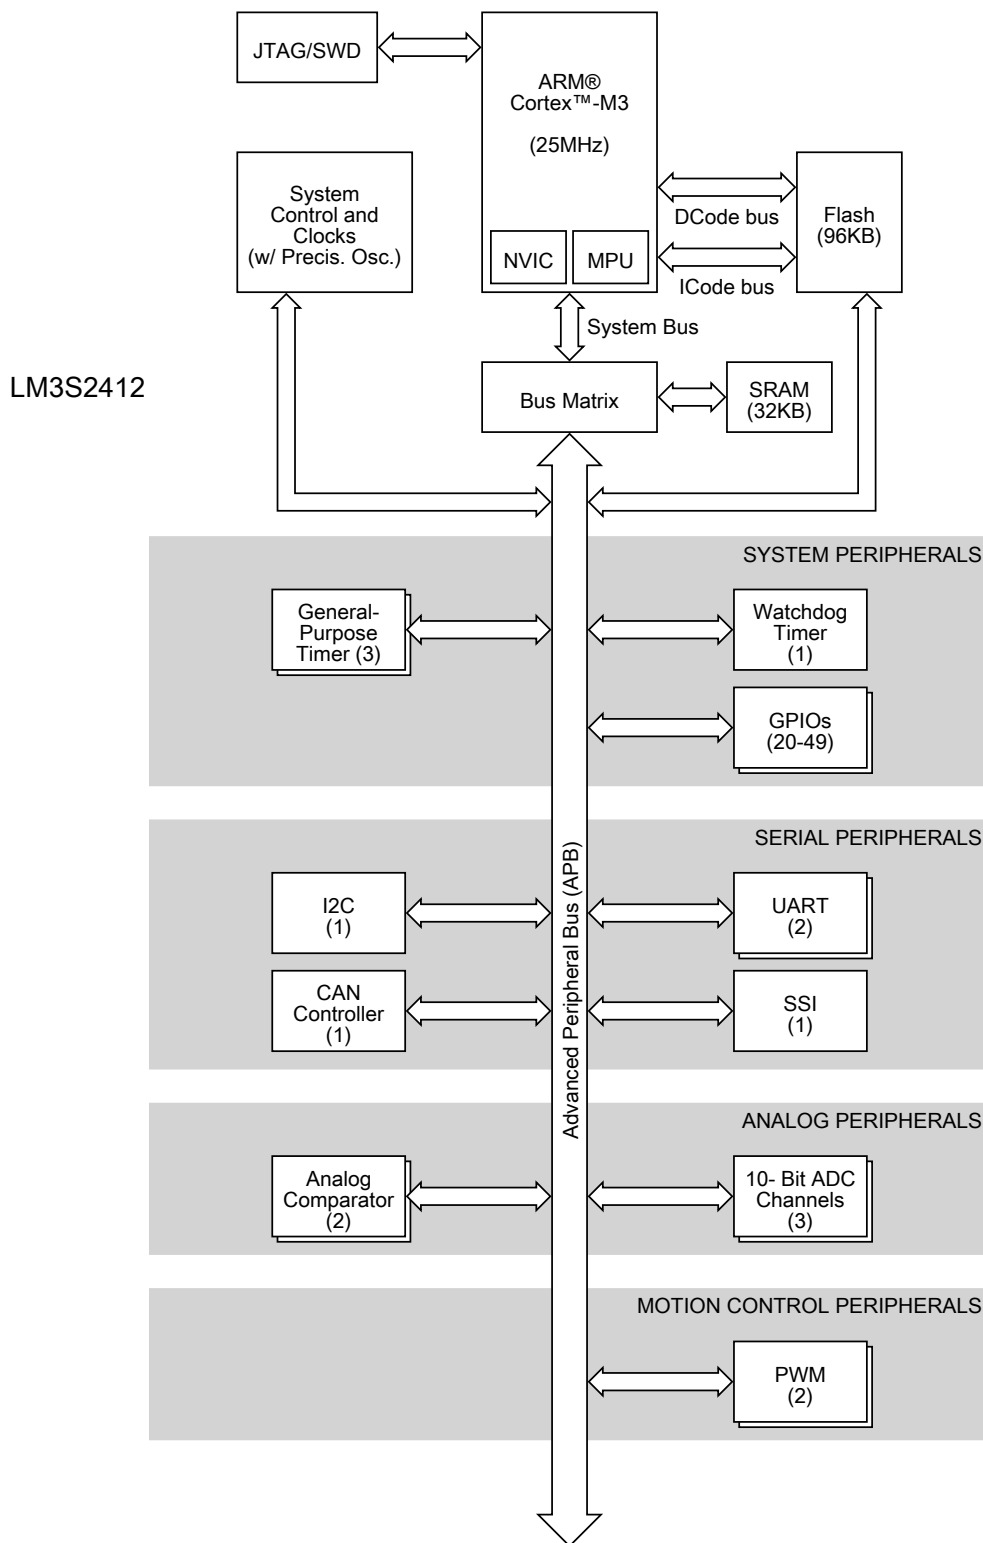 JTAG/SWD
ARM®
Cortex™-M3
(25MHz)
NVIC
MPU
System
Control and
Clocks
(w/ Precis. Osc.)
DCode bus
ICode bus
Flash
(96KB)
System Bus
LM3S2412
Bus Matrix
SRAM
(32KB)
SYSTEM PERIPHERALS
General-
Purpose
Timer (3)
Watchdog
Timer
(1)
GPIOs
(20-49)
Advanced Peripheral Bus (APB)
SERIAL PERIPHERALS
I2C
(1)
UART
(2)
CAN
Controller
(1)
SSI
(1)
ANALOG PERIPHERALS
Analog
Comparator
(2)
10- Bit ADC
Channels
(3)
MOTION CONTROL PERIPHERALS
PWM
(2)